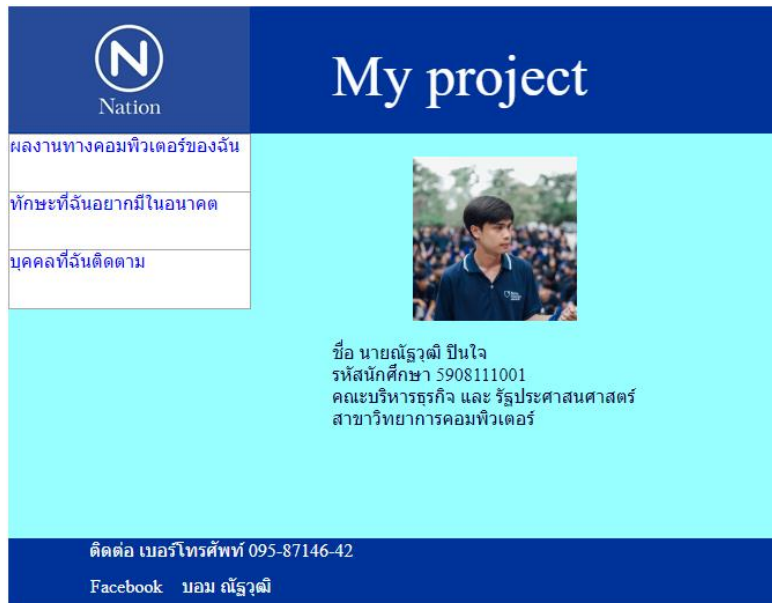 N
Nation
My project
ผลงานทางคอมพิวเตอร์ของฉัน
ทักษะที่ฉันอยากมีในอนาคต
บุคคลที่ฉันติดตาม
ชื่อ นายณัฐวุฒิ ปินใจ
รหัสนักศึกษา 5908111001
คณะบริหารธุรกิจ และ รัฐประศาสนศาสตร์
สาขาวิทยาการคอมพิวเตอร์
ติดต่อ เบอร์โทรศัพท์ 095-87146-42
Facebook บอม ณัฐวุฒิ